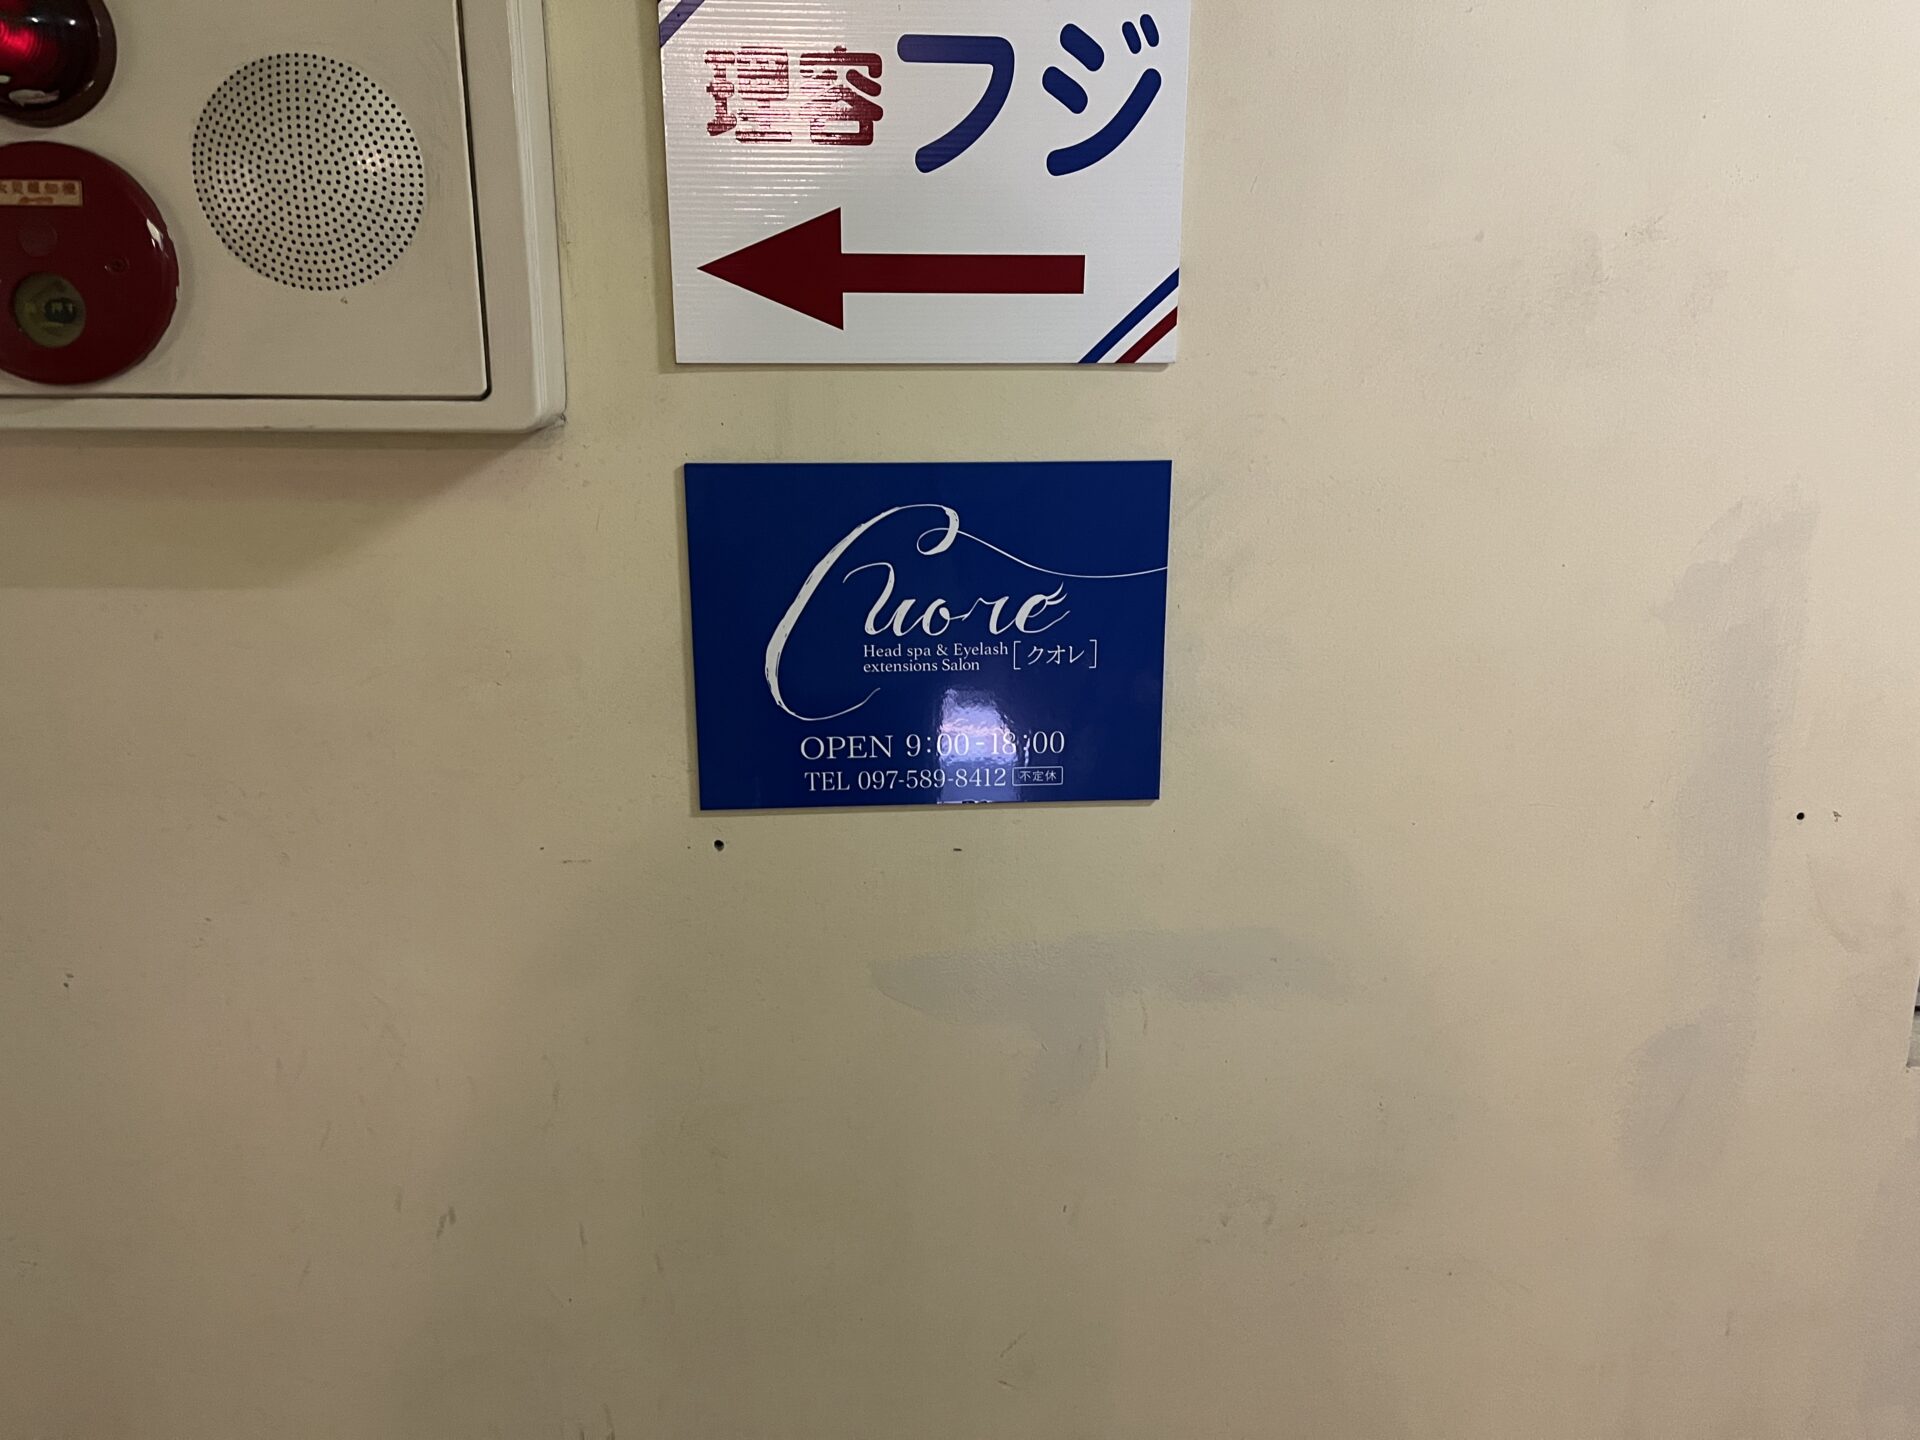 理容フジ
Cuore
Head spa & Eyelash
extensions Salon
[クオレ]
OPEN 9:00-18:00
TEL 097-589-8412 不定休